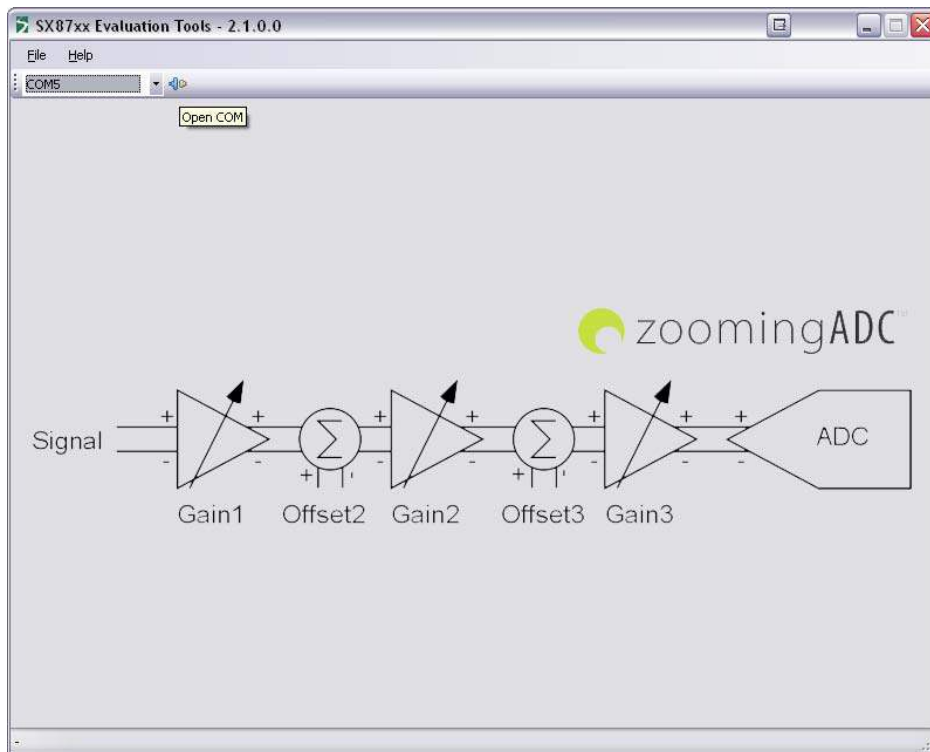 SX87xx Evaluation Tools - 2.1.0.0
File Help
COM5
Open COM
zoomingADC™
+ + + + + + +
Signal ADC
- - - - - - -
+ - + -
Gain1 Offset2 Gain2 Offset3 Gain3
-